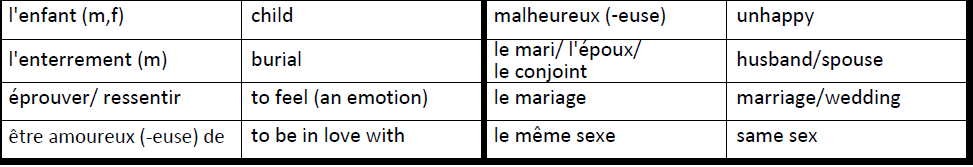 l'enfant (m,f) child malheureux (-euse) unhappy
l'enterrement (m) burial le mari/ l'époux/ husband/spouse
le conjoint
éprouver/ ressentir to feel (an emotion) le mariage marriage/wedding
être amoureux (-euse) de to be in love with le même sexe same sex